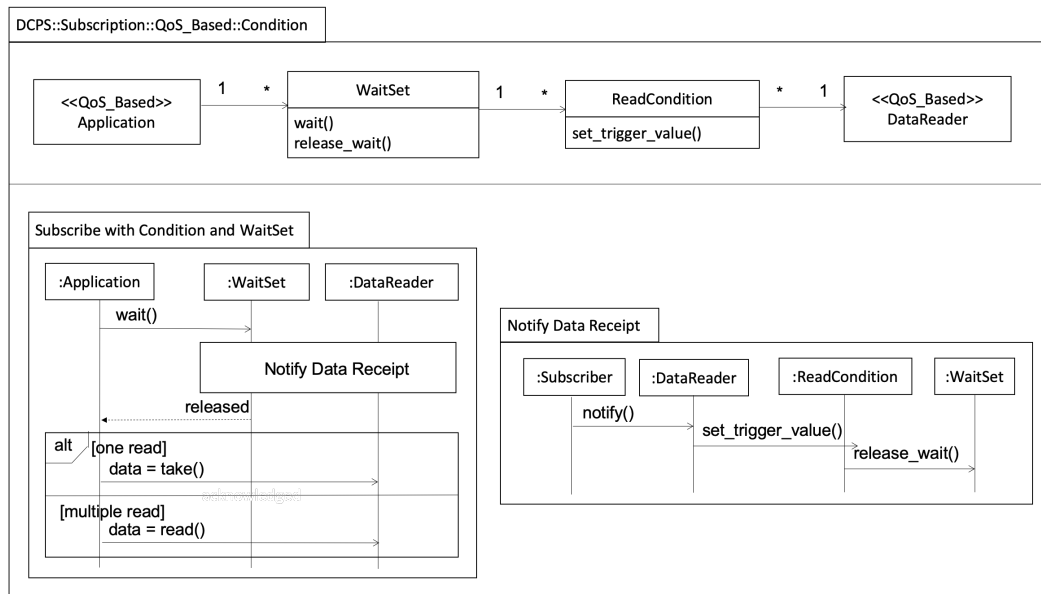 DCPS::Subscription::QoS_Based::Condition
<<QoS_Based>>
Application
1 *
WaitSet
wait()
release_wait()
1 *
ReadCondition
set_trigger_value()
* 1
<<QoS_Based>>
DataReader
Subscribe with Condition and WaitSet
:Application
:WaitSet
:DataReader
wait()
Notify Data Receipt
released
alt
[one read]
data = take()
acknowledged
[multiple read]
data = read()
Notify Data Receipt
:Subscriber
:DataReader
:ReadCondition
:WaitSet
notify()
set_trigger_value()
release_wait()